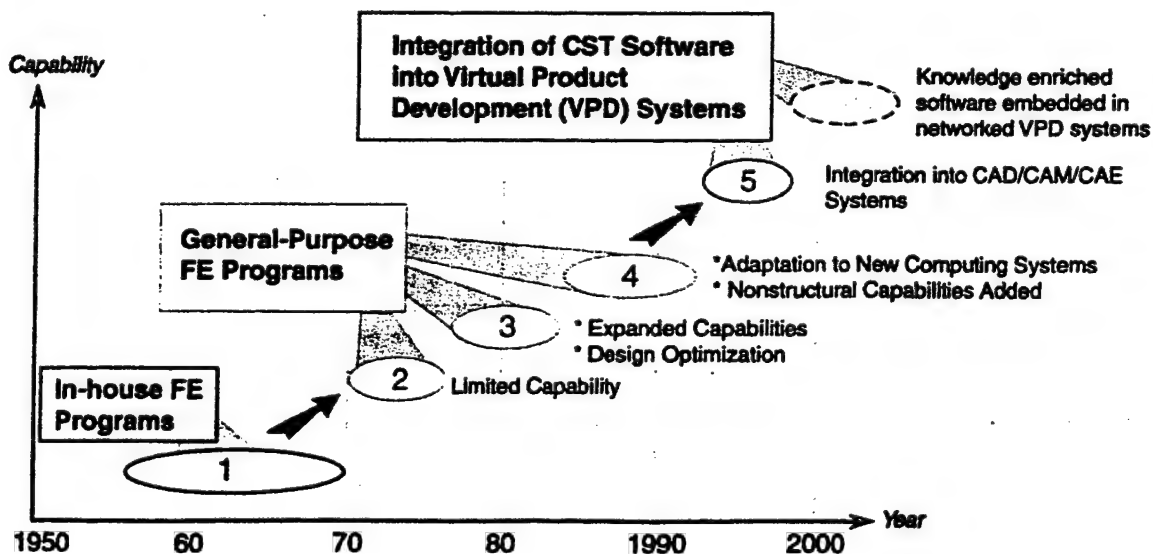 Capability
Integration of CST Software
into Virtual Product
Development (VPD) Systems
Knowledge enriched
software embedded in
networked VPD systems
5
Integration into CAD/CAM/CAE
Systems
General-Purpose
FE Programs
4
*Adaptation to New Computing Systems
* Nonstructural Capabilities Added
3
* Expanded Capabilities
* Design Optimization
2
Limited Capability
In-house FE
Programs
1
Year
1950
60
70
80
1990
2000